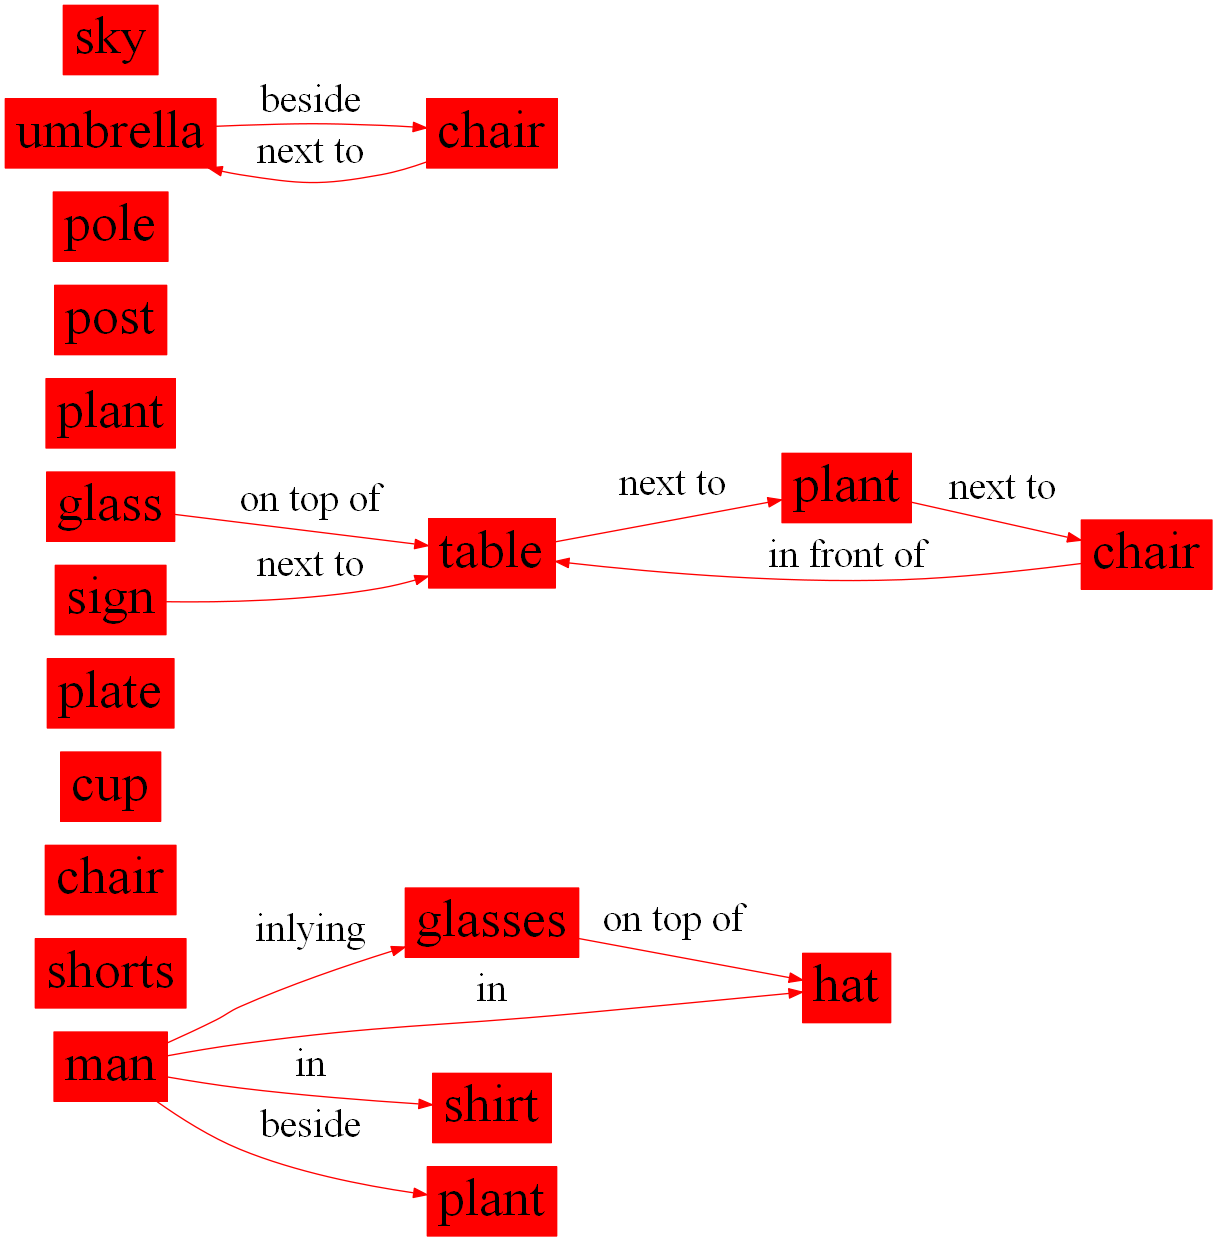 sky
beside
umbrella
chair
next to
pole
post
plant
glass
on top of
next to
plant
next to
table
in front of
chair
sign
next to
plate
cup
chair
inlying
glasses
on top of
shorts
in
hat
man
in
shirt
beside
plant